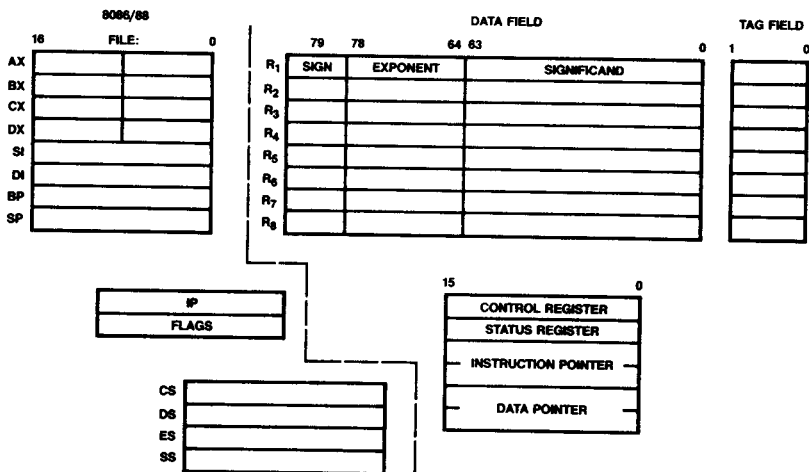 8086/88
FILE:
16 0
AX
BX
CX
DX
SI
DI
BP
SP
DATA FIELD
79 78 64 63 0
R1 SIGN EXPONENT SIGNIFICAND
R2
R3
R4
R5
R6
R7
R8
TAG FIELD
1 0
IP
FLAGS
15 0
CONTROL REGISTER
STATUS REGISTER
INSTRUCTION POINTER
DATA POINTER
CS
DS
ES
SS